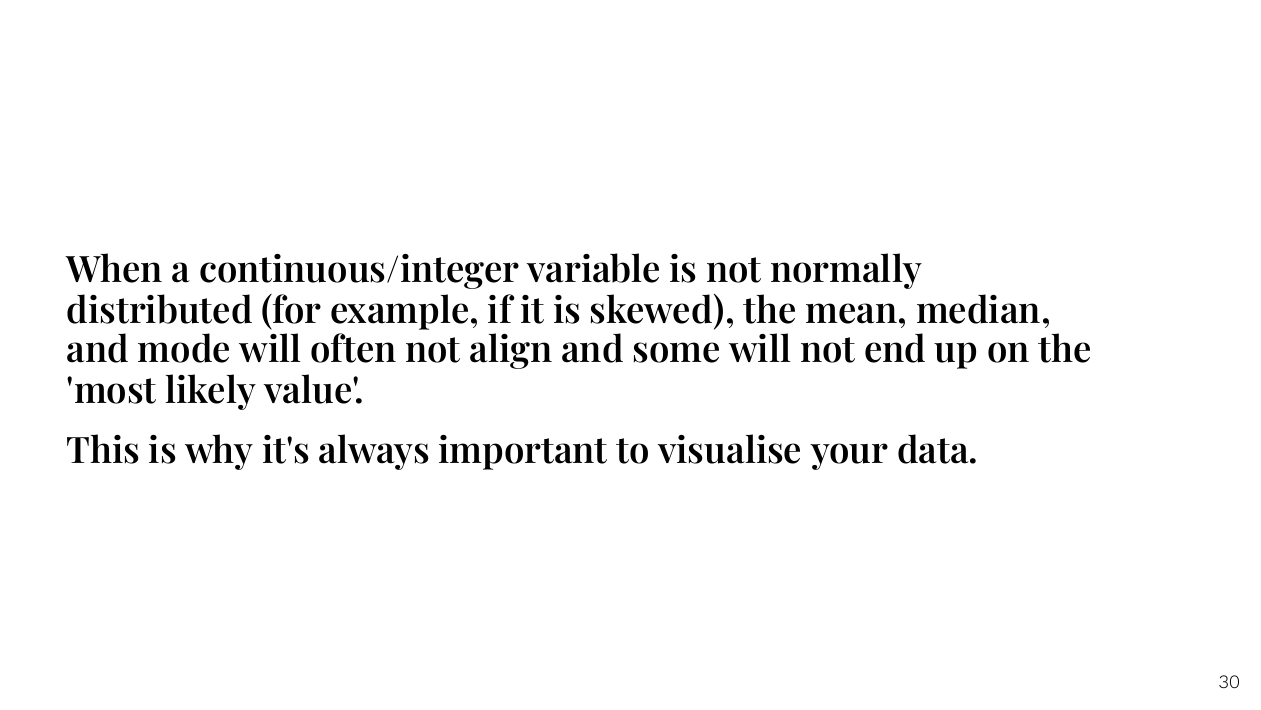 When a continuous/integer variable is not normally
distributed (for example, if it is skewed), the mean, median,
and mode will often not align and some will not end up on the
'most likely value'.
This is why it's always important to visualise your data.
30